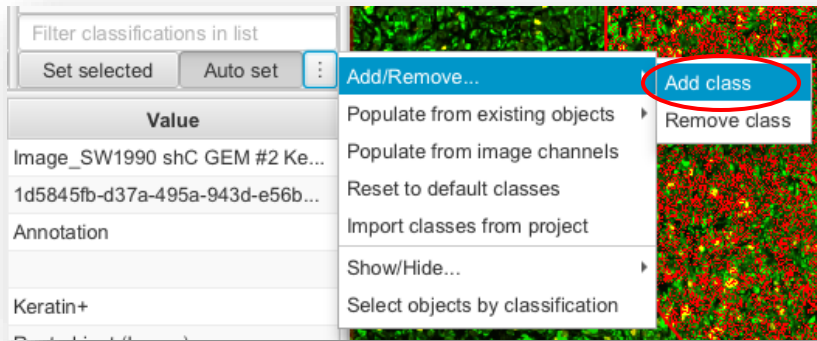 Filter classifications in list
Set selected
Auto set
Value
Image_SW1990 shC GEM #2 Ke...
1d5845fb-d37a-495a-943d-e56b...
Annotation
Keratin+
Add/Remove...
Populate from existing objects
Populate from image channels
Reset to default classes
Import classes from project
Show/Hide...
Select objects by classification
Add class
Remove class